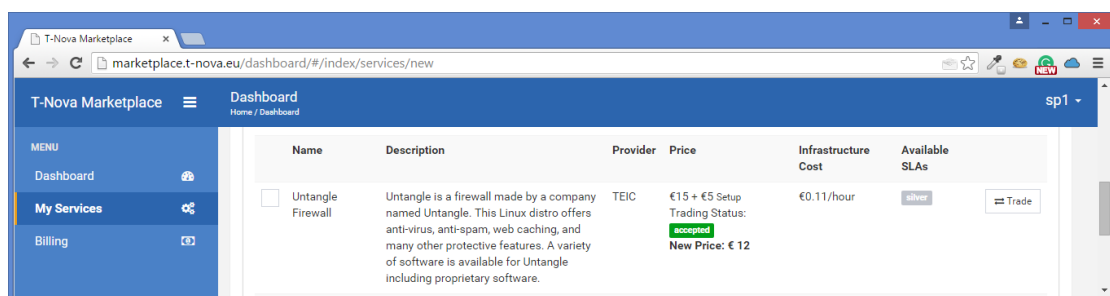 T-Nova Marketplace
marketplace.t-nova.eu/dashboard/#/index/services/new
NEW
T-Nova Marketplace
Dashboard
Home / Dashboard
sp1
MENU
Dashboard
My Services
Billing
Name Description Provider Price Infrastructure Cost Available SLAs
Untangle Firewall
Untangle is a firewall made by a company
named Untangle. This Linux distro offers
anti-virus, anti-spam, web caching, and
many other protective features. A variety
of software is available for Untangle
including proprietary software.
TEIC
€15 + €5 Setup
Trading Status:
accepted
New Price: € 12
€0.11/hour
silver
Trade